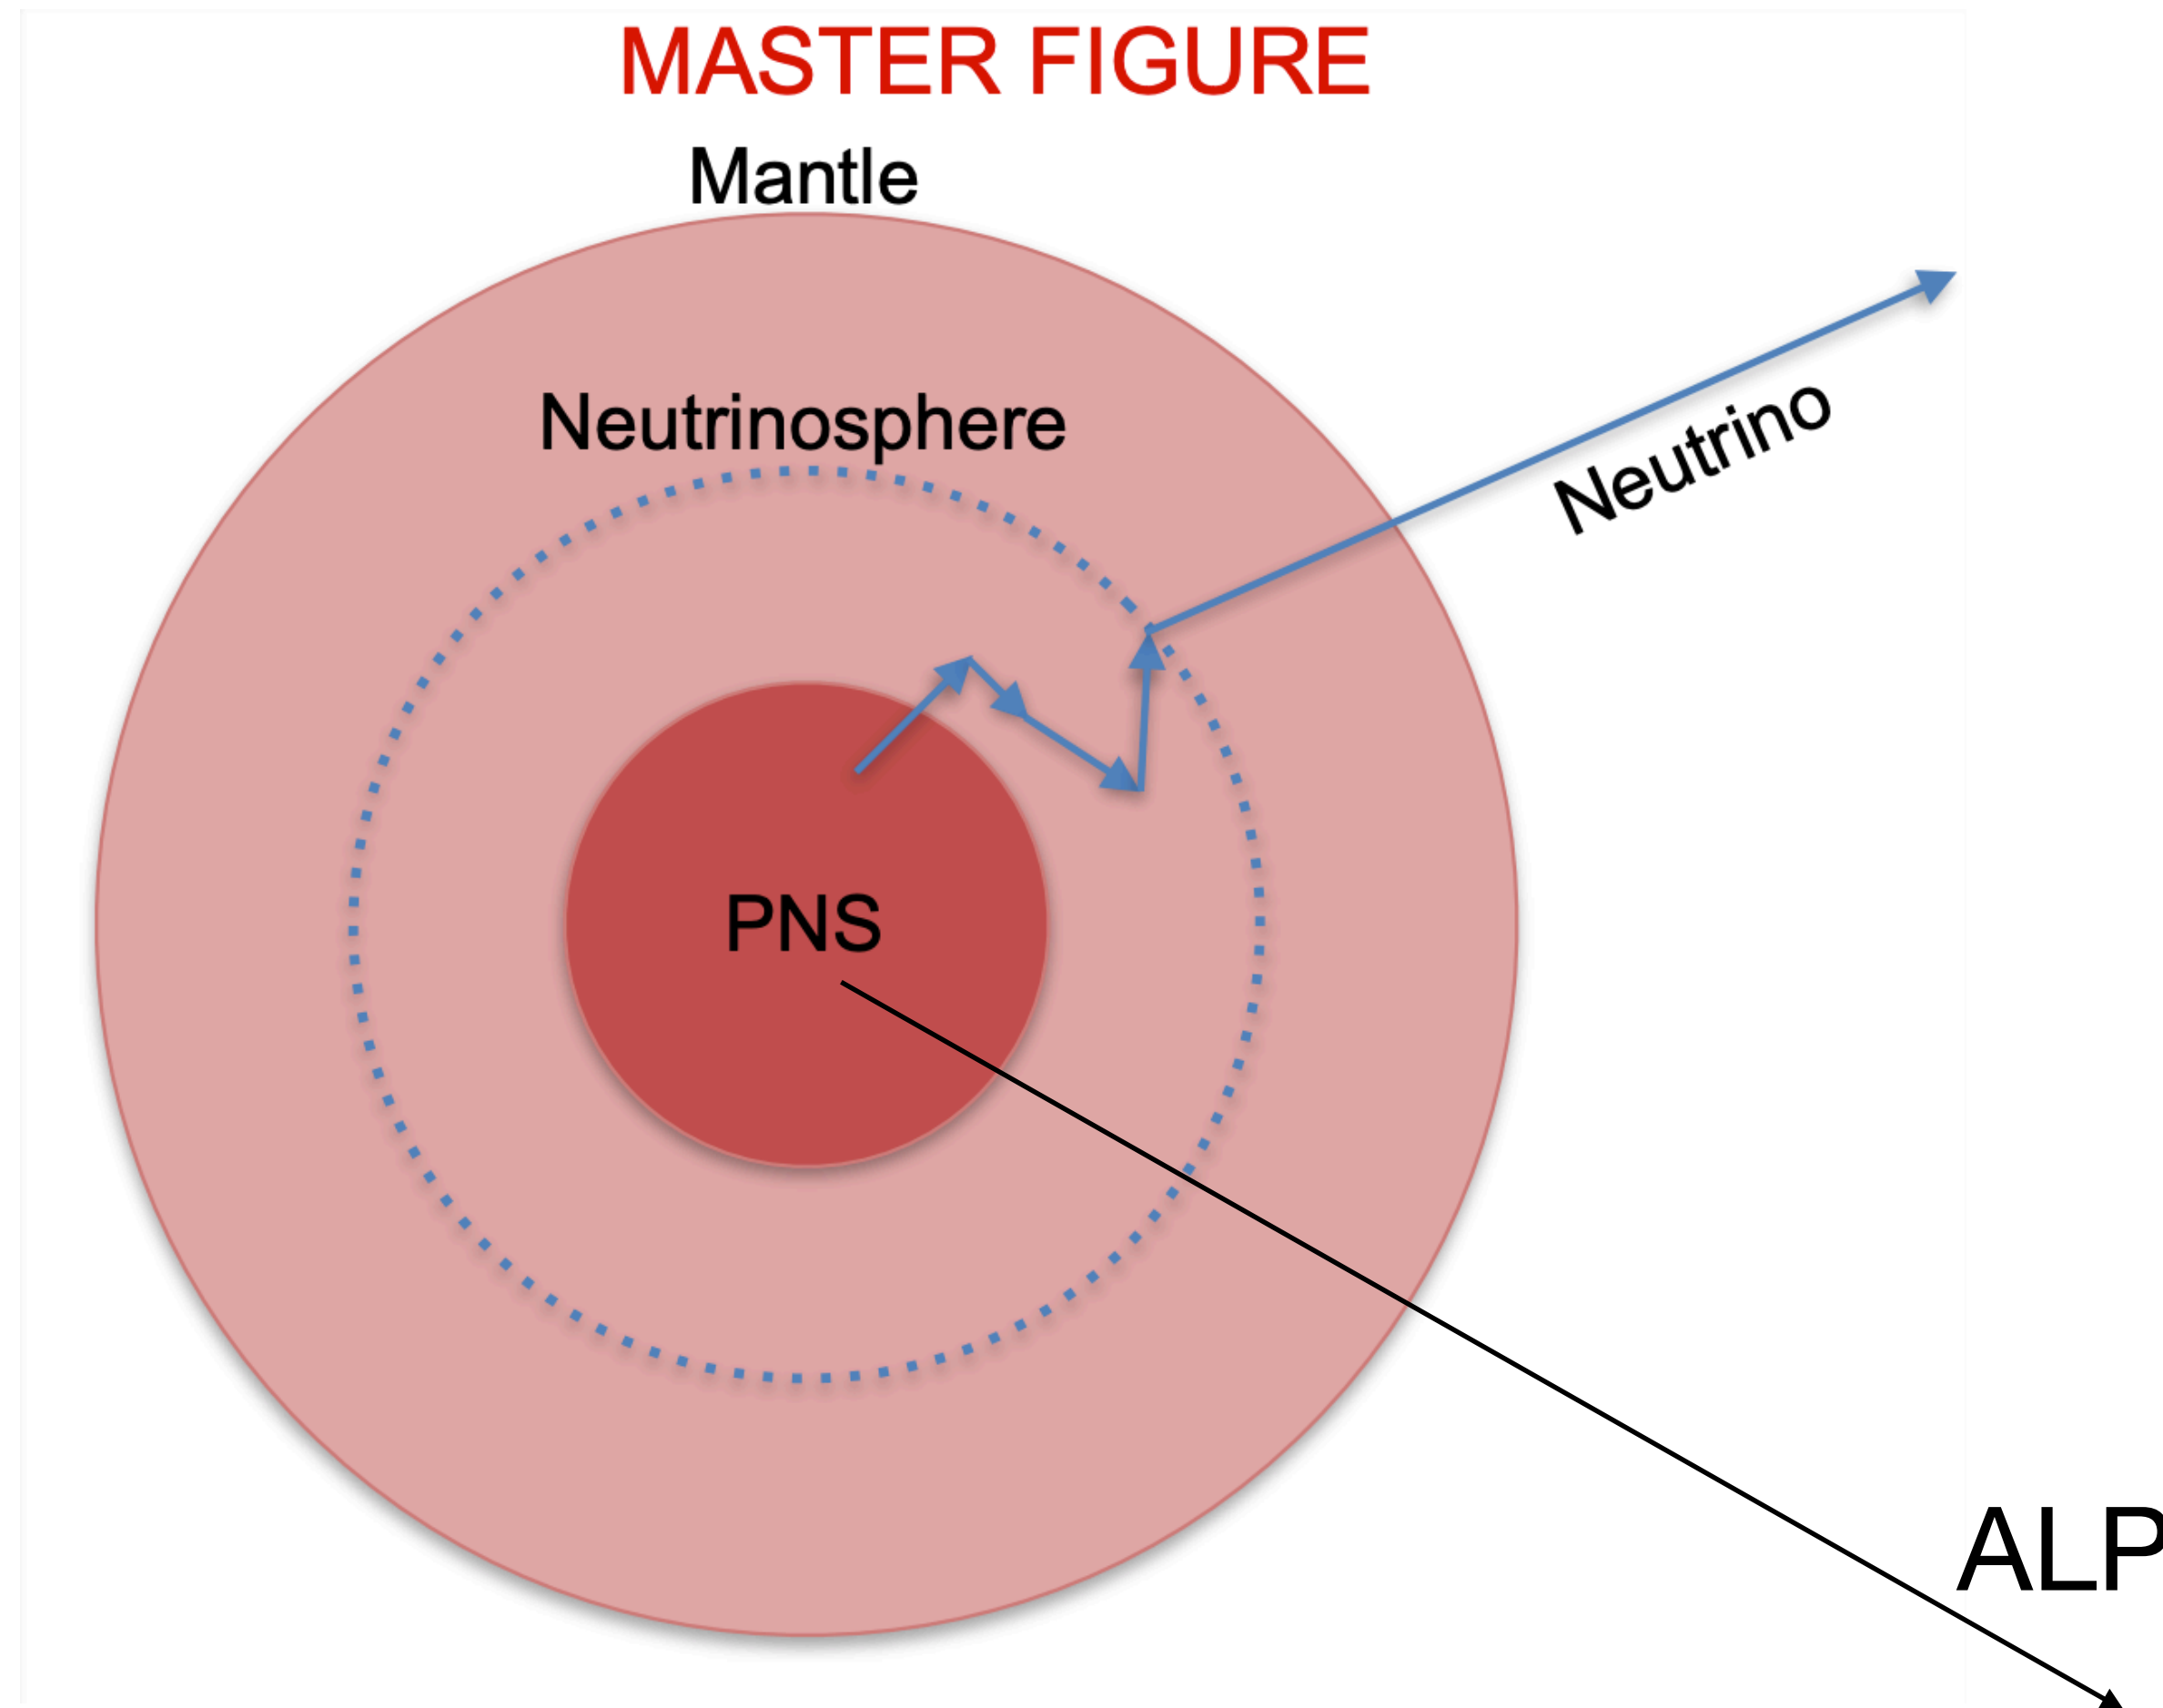 MASTER FIGURE
Mantle
Neutrinosphere
Neutrino
PNS
ALP